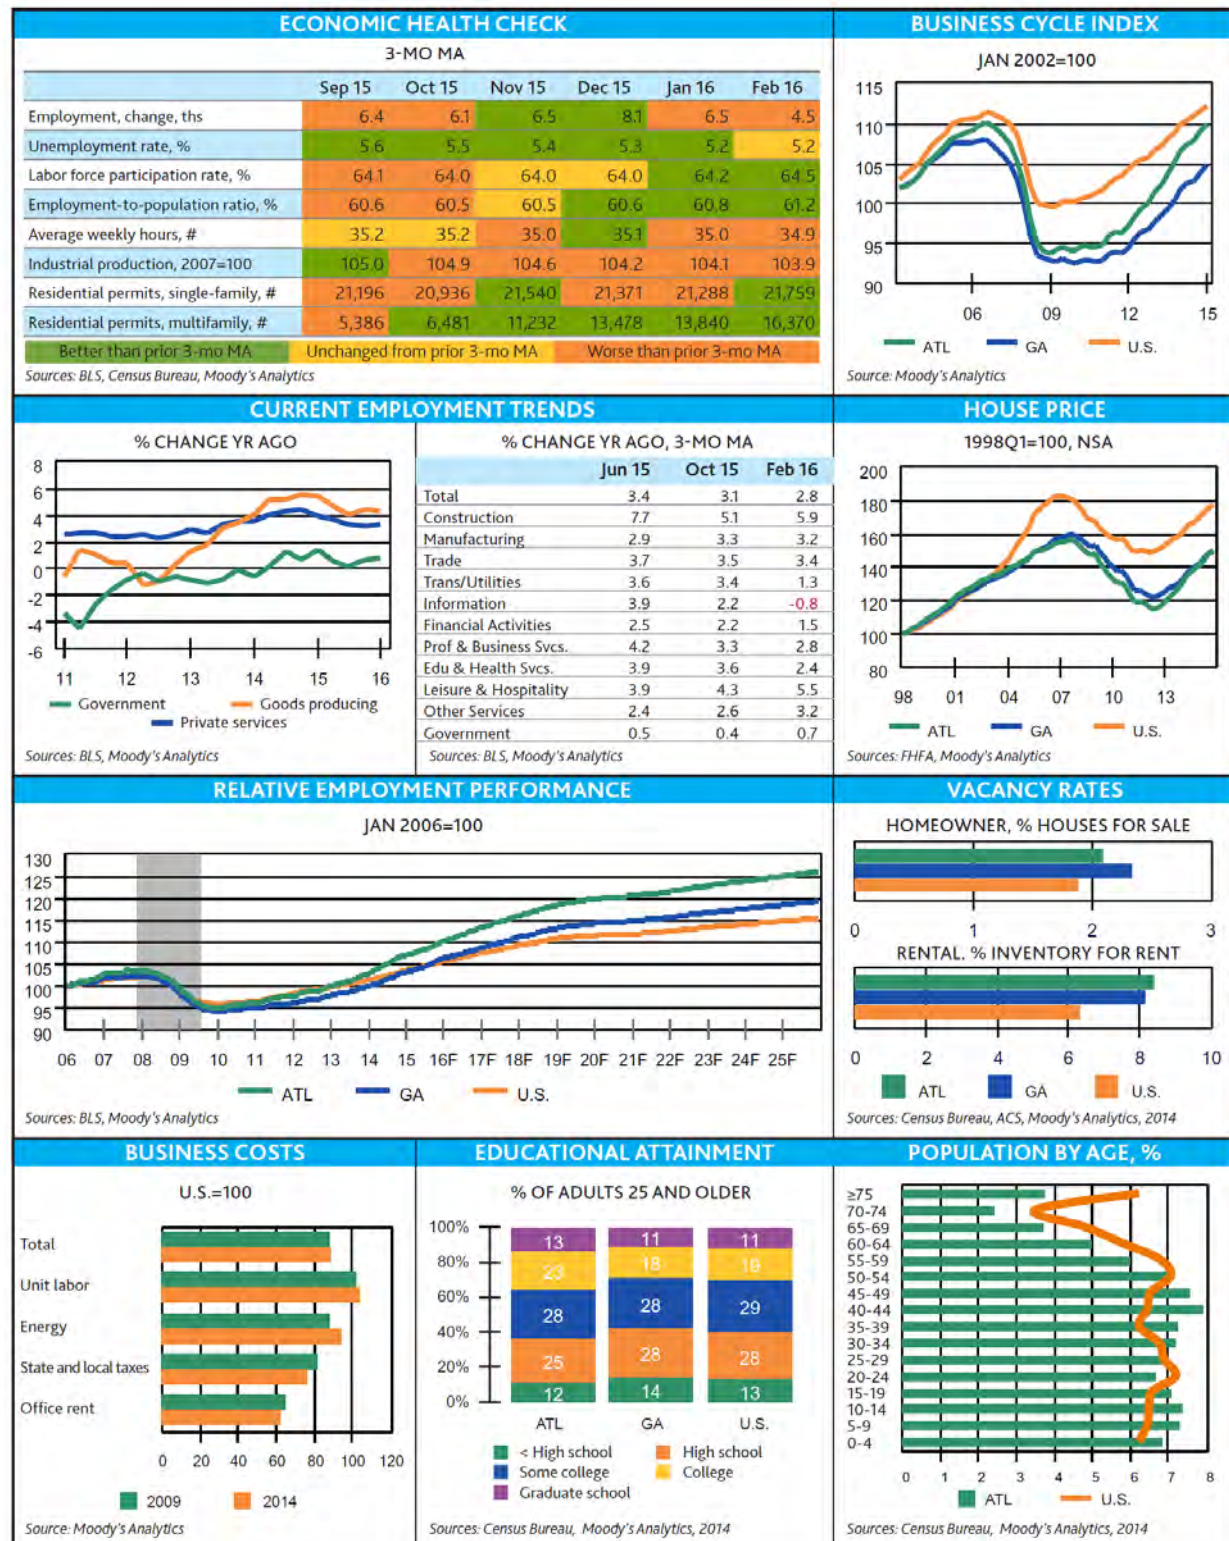 ECONOMIC HEALTH CHECK
3-MO MA
Sep 15 Oct 15 Nov 15 Dec 15 Jan 16 Feb 16
Employment, change, ths 6.4 6.1 6.5 8.1 6.5 4.5
Unemployment rate, % 5.6 5.5 5.4 5.3 5.2 5.2
Labor force participation rate, % 64.1 64.0 64.0 64.0 64.2 64.5
Employment-to-population ratio, % 60.6 60.5 60.5 60.6 60.8 61.2
Average weekly hours, # 35.2 35.2 35.0 35.1 35.0 34.9
Industrial production, 2007=100 105.0 104.9 104.6 104.2 104.1 103.9
Residential permits, single-family, # 21,196 20,936 21,540 21,371 21,288 21,759
Residential permits, multifamily, # 5,386 6,481 11,232 13,478 13,840 16,370
Better than prior 3-mo MA Unchanged from prior 3-mo MA Worse than prior 3-mo MA
Sources: BLS, Census Bureau, Moody's Analytics
BUSINESS CYCLE INDEX
JAN 2002=100
115
110
105
100
95
90
06 09 12 15
ATL GA U.S.
Source: Moody's Analytics
CURRENT EMPLOYMENT TRENDS
% CHANGE YR AGO
8
6
4
2
0
-2
-4
-6
11 12 13 14 15 16
Government Goods producing
Private services
Sources: BLS, Moody's Analytics
% CHANGE YR AGO, 3-MO MA
Jun 15 Oct 15 Feb 16
Total 3.4 3.1 2.8
Construction 7.7 5.1 5.9
Manufacturing 2.9 3.3 3.2
Trade 3.7 3.5 3.4
Trans/Utilities 3.6 3.4 1.3
Information 3.9 2.2 -0.8
Financial Activities 2.5 2.2 1.5
Prof & Business Svcs. 4.2 3.3 2.8
Edu & Health Svcs. 3.9 3.6 2.4
Leisure & Hospitality 3.9 4.3 5.5
Other Services 2.4 2.6 3.2
Government 0.5 0.4 0.7
Sources: BLS, Moody's Analytics
HOUSE PRICE
1998Q1=100, NSA
200
180
160
140
120
100
80
98 01 04 07 10 13
ATL GA U.S.
Sources: FHFA, Moody's Analytics
RELATIVE EMPLOYMENT PERFORMANCE
JAN 2006=100
130
125
120
115
110
105
100
95
90
06 07 08 09 10 11 12 13 14 15 16F 17F 18F 19F 20F 21F 22F 23F 24F 25F
ATL GA U.S.
Sources: BLS, Moody's Analytics
VACANCY RATES
HOMEOWNER, % HOUSES FOR SALE
0 1 2 3
RENTAL, % INVENTORY FOR RENT
0 2 4 6 8 10
ATL GA U.S.
Sources: Census Bureau, ACS, Moody's Analytics, 2014
BUSINESS COSTS
U.S.=100
Total
Unit labor
Energy
State and local taxes
Office rent
0 20 40 60 80 100 120
2009 2014
Source: Moody's Analytics
EDUCATIONAL ATTAINMENT
% OF ADULTS 25 AND OLDER
100%
80%
60%
40%
20%
0%
13 11 11
23 18 19
28 28 29
25 28 28
12 14 13
ATL GA U.S.
< High school High school
Some college College
Graduate school
Sources: Census Bureau, Moody's Analytics, 2014
POPULATION BY AGE, %
≥75
70-74
65-69
60-64
55-59
50-54
45-49
40-44
35-39
30-34
25-29
20-24
15-19
10-14
5-9
0-4
0 1 2 3 4 5 6 7 8
ATL U.S.
Sources: Census Bureau, Moody's Analytics, 2014